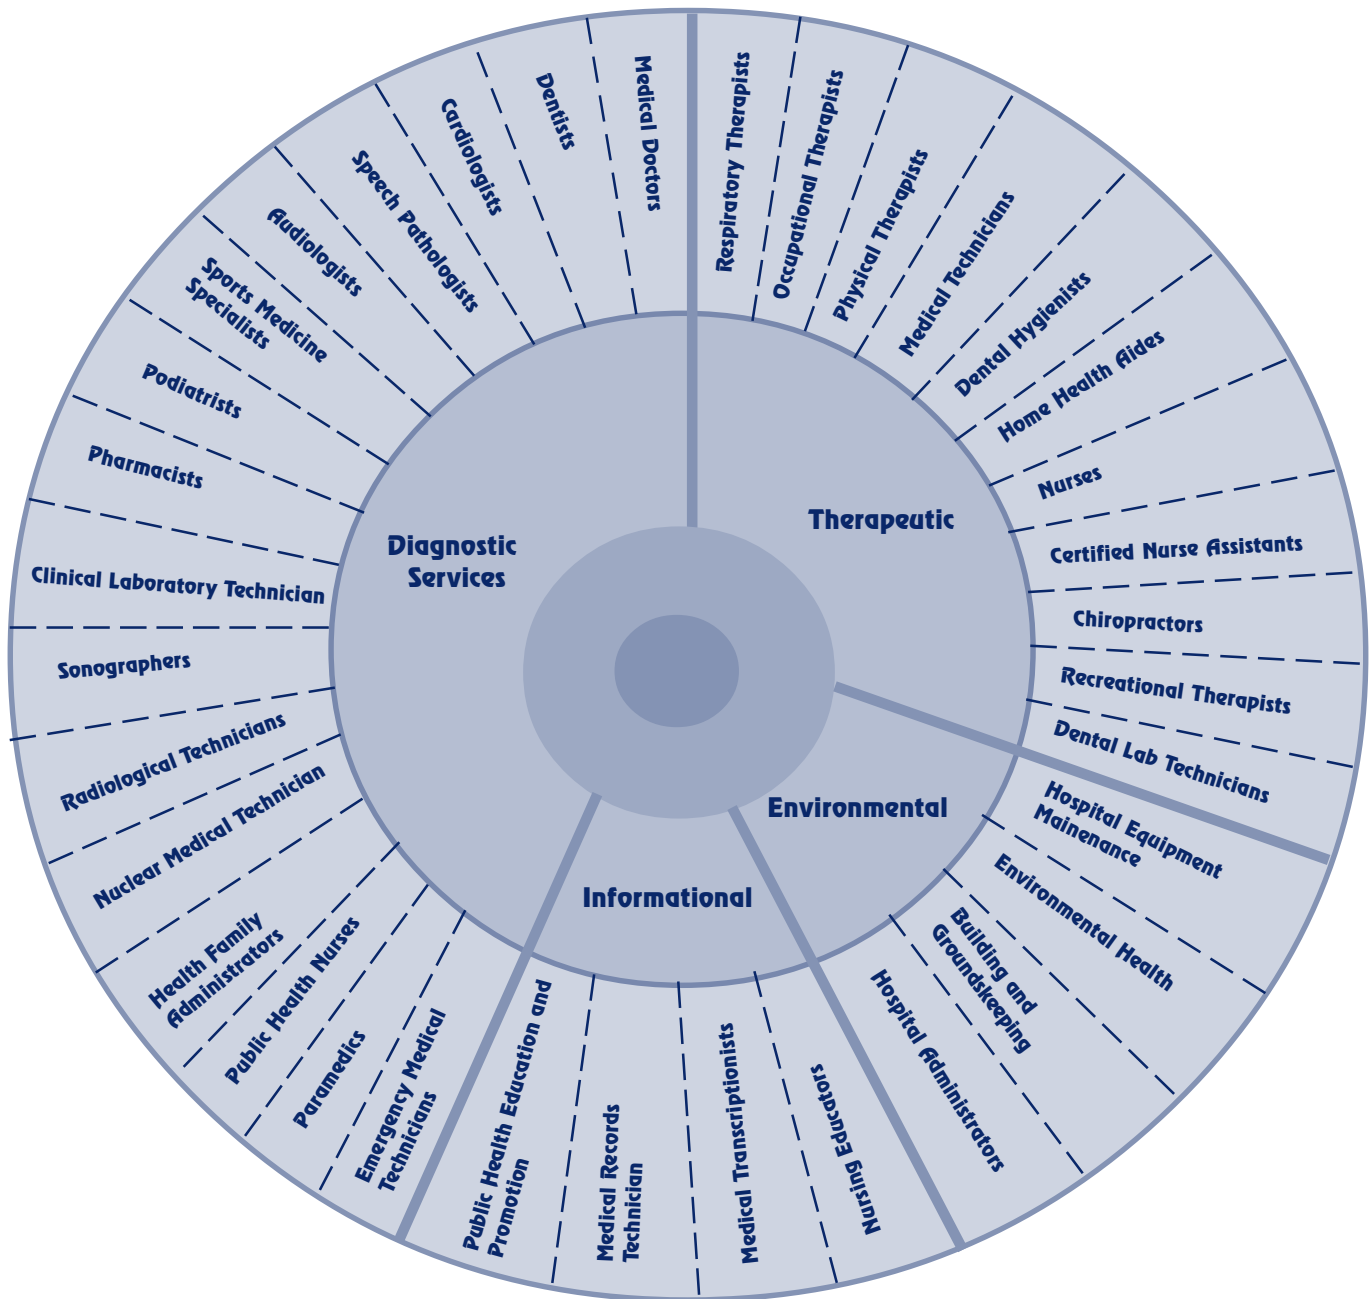 Respiratory Therapists
Occupational Therapists
Physical Therapists
Medical Technicians
Dental Hygienists
Home Health Aides
Nurses
Certified Nurse Assistants
Chiropractors
Recreational Therapists
Dental Lab Technicians
Therapeutic
Hospital Equipment
Mainenance
Environmental Health
Building and
Groundskeeping
Hospital Administrators
Environmental
Nursing Educators
Medical Transcriptionists
Medical Records
Technician
Public Health Education and
Promotion
Informational
Emergency Medical
Technicians
Paramedics
Public Health Nurses
Health Family
Administrators
Nuclear Medical Technician
Radiological Technicians
Sonographers
Clinical Laboratory Technician
Pharmacists
Podiatrists
Sports Medicine
Specialists
Audiologists
Speech Pathologists
Cardiologists
Dentists
Medical Doctors
Diagnostic
Services